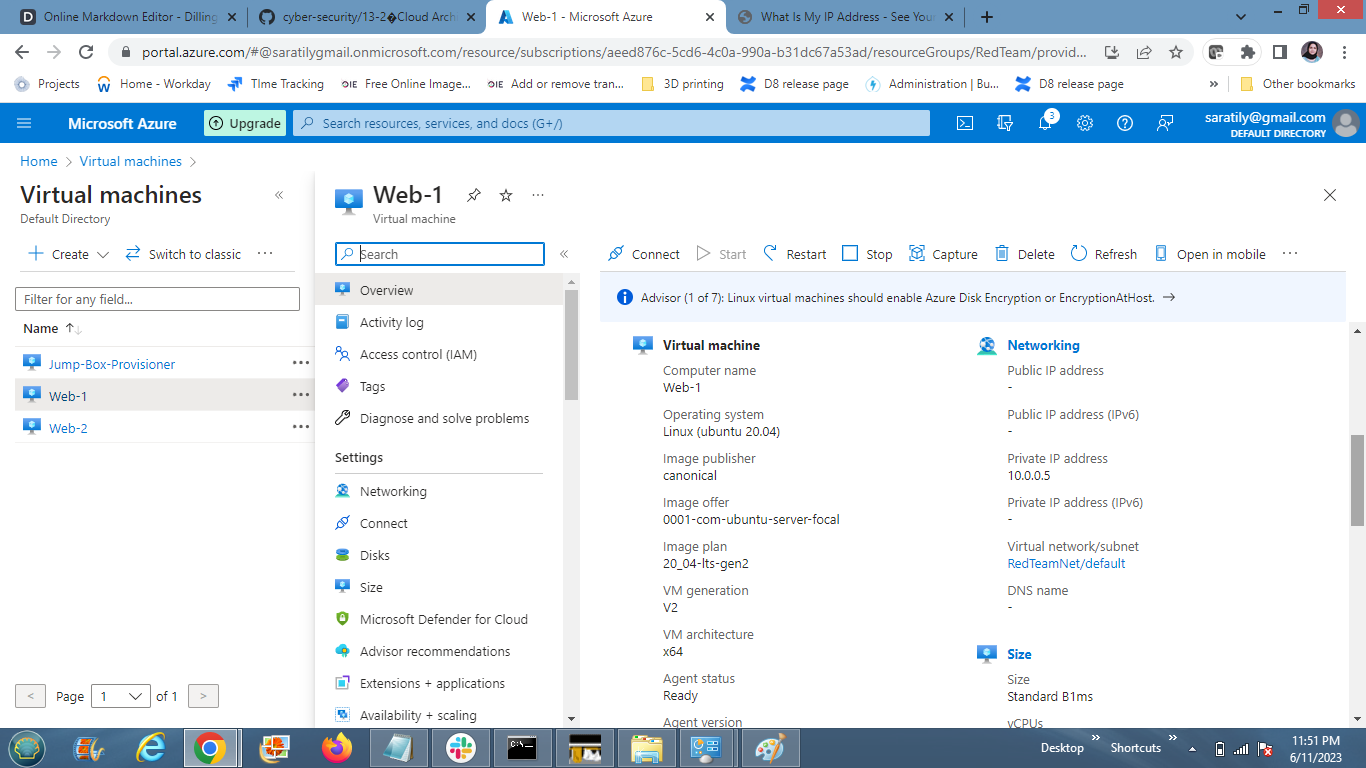 Online Markdown Editor - Dilling
cyber-security/13-2�Cloud Arch
Web-1 - Microsoft Azure
What Is My IP Address - See You
portal.azure.com/#@saratilygmail.onmicrosoft.com/resource/subscriptions/aeed876c-5cd6-4c0a-990a-b31dc67a53ad/resourceGroups/RedTeam/provid...
Projects
Home - Workday
TIme Tracking
OIE Free Online Image...
OIE Add or remove tran...
3D printing
D8 release page
Administration | Bu...
D8 release page
»
Other bookmarks
Microsoft Azure
Upgrade
Search resources, services, and docs (G+/)
3
saratily@gmail.com
DEFAULT DIRECTORY
Home > Virtual machines >
Virtual machines
«
Default Directory
Create
Switch to classic
...
Filter for any field...
Name ↑↓
Jump-Box-Provisioner
...
Web-1
...
Web-2
...
<
Page
1
of 1
>
Web-1
...
Virtual machine
Search
«
Overview
Activity log
Access control (IAM)
Tags
Diagnose and solve problems
Settings
Networking
Connect
Disks
Size
Microsoft Defender for Cloud
Advisor recommendations
Extensions + applications
Availability + scaling
Connect
Start
Restart
Stop
Capture
Delete
Refresh
Open in mobile
...
Advisor (1 of 7): Linux virtual machines should enable Azure Disk Encryption or EncryptionAtHost. →
Virtual machine
Computer name
Web-1
Operating system
Linux (ubuntu 20.04)
Image publisher
canonical
Image offer
0001-com-ubuntu-server-focal
Image plan
20_04-lts-gen2
VM generation
V2
VM architecture
x64
Agent status
Ready
Agent version
Networking
Public IP address
-
Public IP address (IPv6)
-
Private IP address
10.0.0.5
Private IP address (IPv6)
-
Virtual network/subnet
RedTeamNet/default
DNS name
-
Size
Size
Standard B1ms
vCPUs
Desktop
»
Shortcuts
»
11:51 PM
6/11/2023